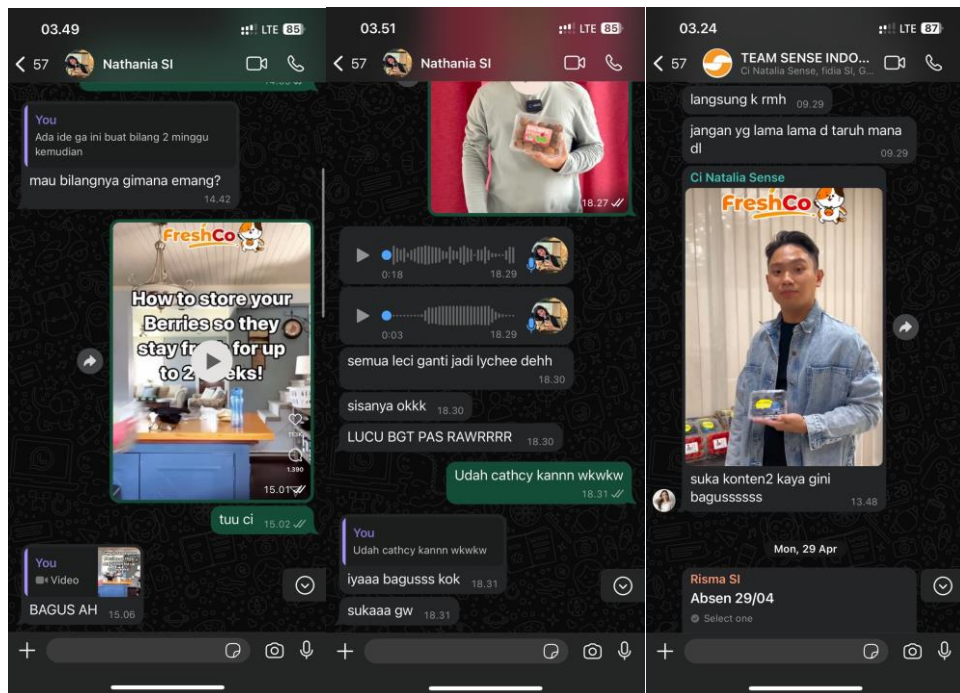 03.49
LTE 85
57
Nathania SI
You
Ada ide ga ini buat bilang 2 minggu
kemudian
mau bilangnya gimana emang?
14.42
FreshCo
How to store your
Berries so they
stay fresh for up
to 2 weeks!
1.390
15.01
tuu ci 15.02
You
Video
BAGUS AH 15.06
03.51
LTE 85
57
Nathania SI
18.27
0:18 18.29
0:03 18.29
semua leci ganti jadi lychee dehh
18.30
sisanya okkk 18.30
LUCU BGT PAS RAWRRRR 18.30
Udah cathcy kannn wkwkw
18.31
You
Udah cathcy kannn wkwkw
iyaaa bagusss kok 18.31
sukaaa gw 18.31
03.24
LTE 87
57
TEAM SENSE INDO...
Ci Natalia Sense, fidia SI, G...
langsung k rmh 09.29
jangan yg lama lama d taruh mana
dl
09.29
Ci Natalia Sense
FreshCo
suka konten2 kaya gini
bagussssss
13.48
Mon, 29 Apr
Risma SI
Absen 29/04
Select one